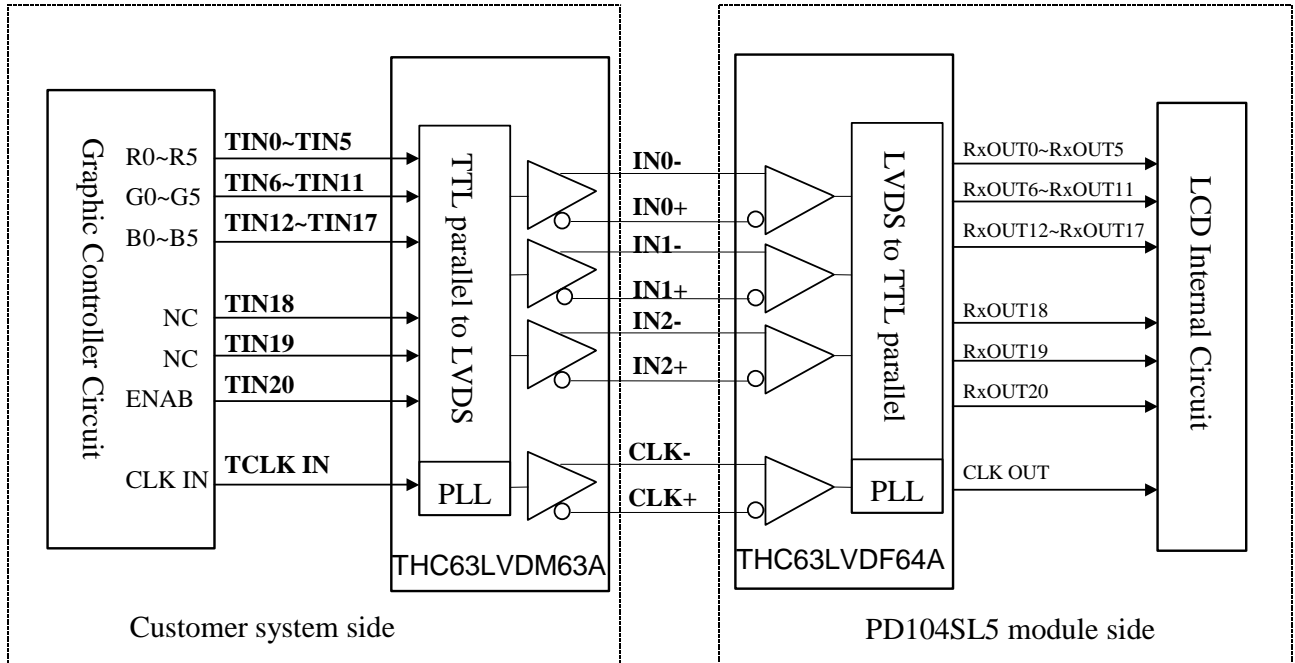 Graphic Controller Circuit
R0~R5
G0~G5
B0~B5
NC
NC
ENAB
CLK IN
TIN0~TIN5
TIN6~TIN11
TIN12~TIN17
TIN18
TIN19
TIN20
TCLK IN
TTL parallel to LVDS
PLL
THC63LVDM63A
Customer system side
IN0-
IN0+
IN1-
IN1+
IN2-
IN2+
CLK-
CLK+
LVDS to TTL parallel
PLL
THC63LVDF64A
RxOUT0~RxOUT5
RxOUT6~RxOUT11
RxOUT12~RxOUT17
RxOUT18
RxOUT19
RxOUT20
CLK OUT
LCD Internal Circuit
PD104SL5 module side